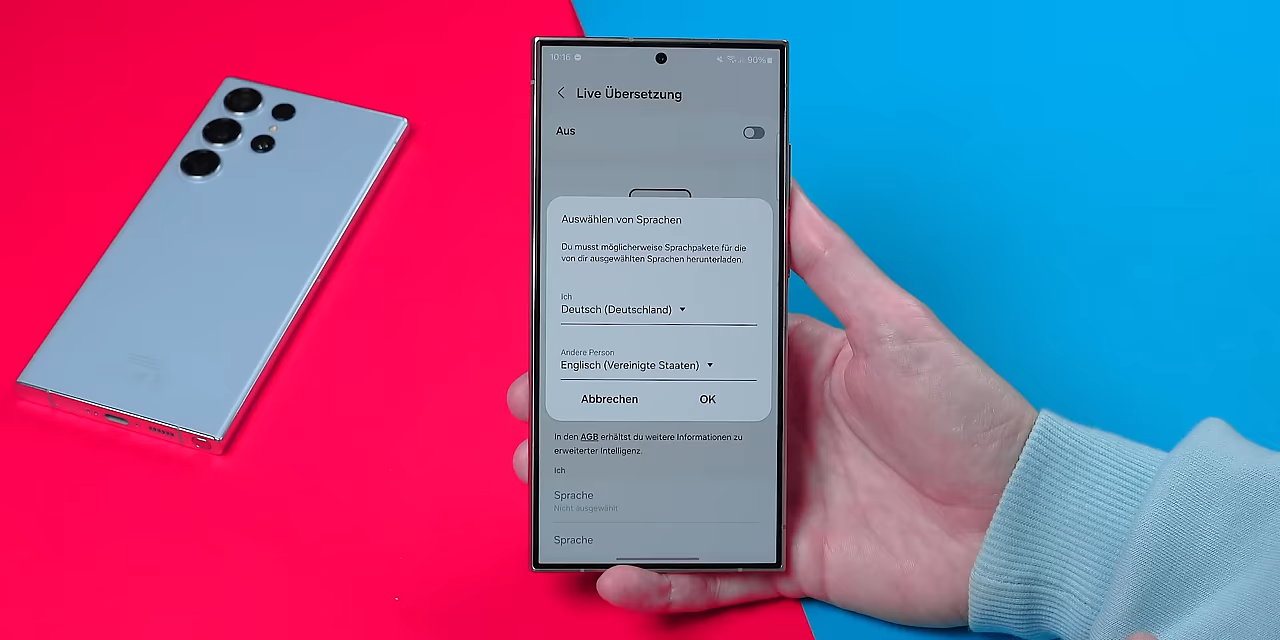 10:16
90%
Live Übersetzung
Aus
Auswählen von Sprachen
Du musst möglicherweise Sprachpakete für die
von dir ausgewählten Sprachen herunterladen.
Ich
Deutsch (Deutschland)
Andere Person
Englisch (Vereinigte Staaten)
Abbrechen OK
In den AGB erhältst du weitere Informationen zu
erweiterter Intelligenz.
Ich
Sprache
Nicht ausgewählt
Sprache